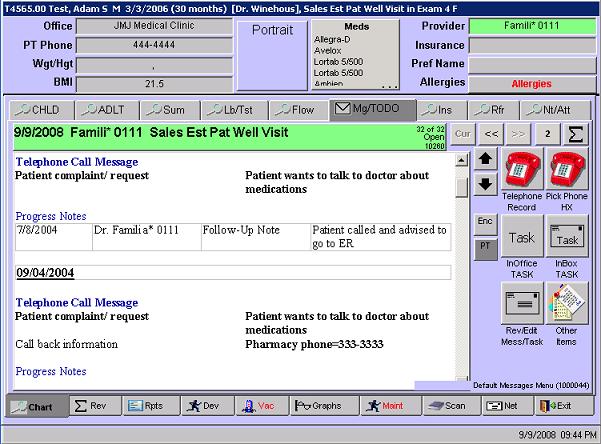 T4565.00 Test, Adam S  M  3/3/2006 (30 months)  [Dr. Winehous], Sales Est Pat Well Visit in Exam 4 F
Office JMJ Medical Clinic
PT Phone 444-4444
Wgt/Hgt ,
BMI 21.5
Portrait
Meds
Allegra-D
Avelox
Lortab 5/500
Lortab 5/500
Ambien
...
Provider Famili* 0111
Insurance
Pref Name
Allergies Allergies
CHLD ADLT Sum Lb/Tst Flow Mg/TODO Ins Rfr Nt/Att
9/9/2008  Famili* 0111  Sales Est Pat Well Visit
32 of 32
Open
10260
Cur << >> 2 Σ
Telephone Call Message
Patient complaint/ request Patient wants to talk to doctor about
medications
Progress Notes
7/8/2004 Dr. Familia* 0111 Follow-Up Note Patient called and advised to
go to ER
09/04/2004
Telephone Call Message
Patient complaint/ request Patient wants to talk to doctor about
medications
Call back information Pharmacy phone=333-3333
Progress Notes
Enc
PT
Telephone
Record
Pick Phone
HX
Task
InOffice
TASK
Task
InBox
TASK
Rev/Edit
Mess/Task
Other
Items
Default Messages Menu (1000044)
Chart Σ Rev Rpts Dev Vac Graphs Maint Scan Net Exit
9/9/2008 09:44 PM